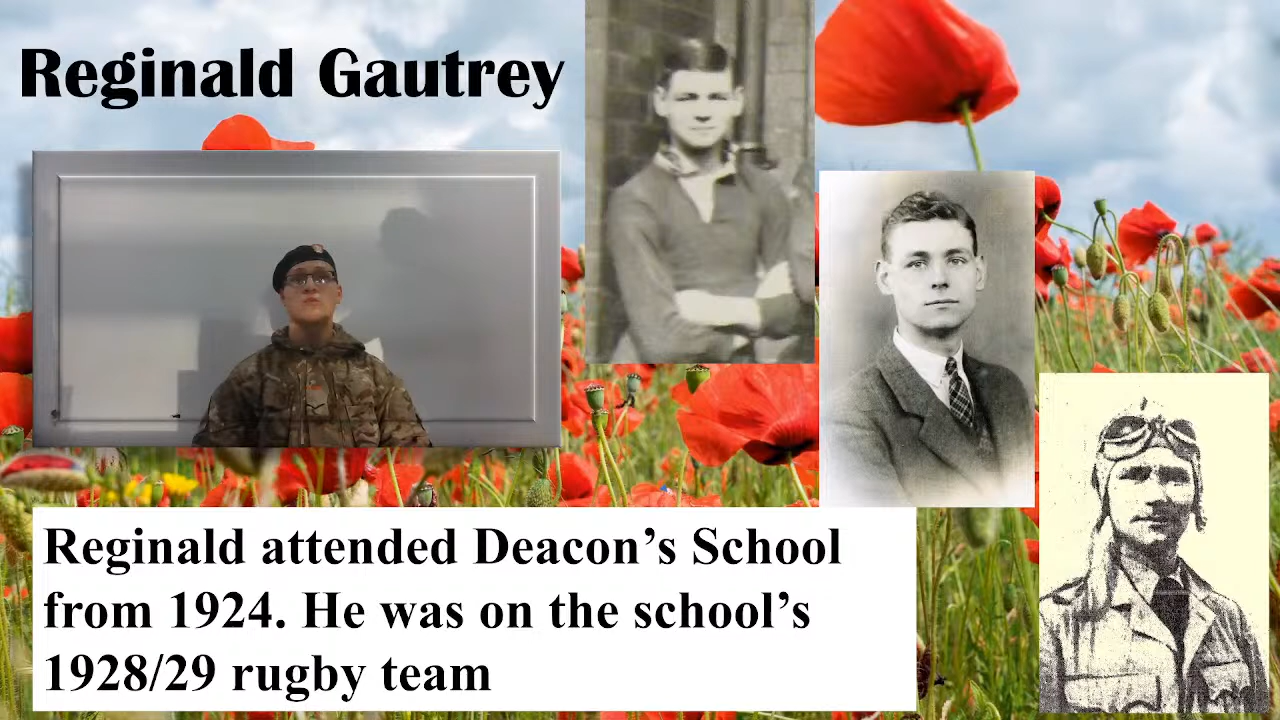 Reginald Gautrey
Reginald attended Deacon’s School
from 1924. He was on the school’s
1928/29 rugby team